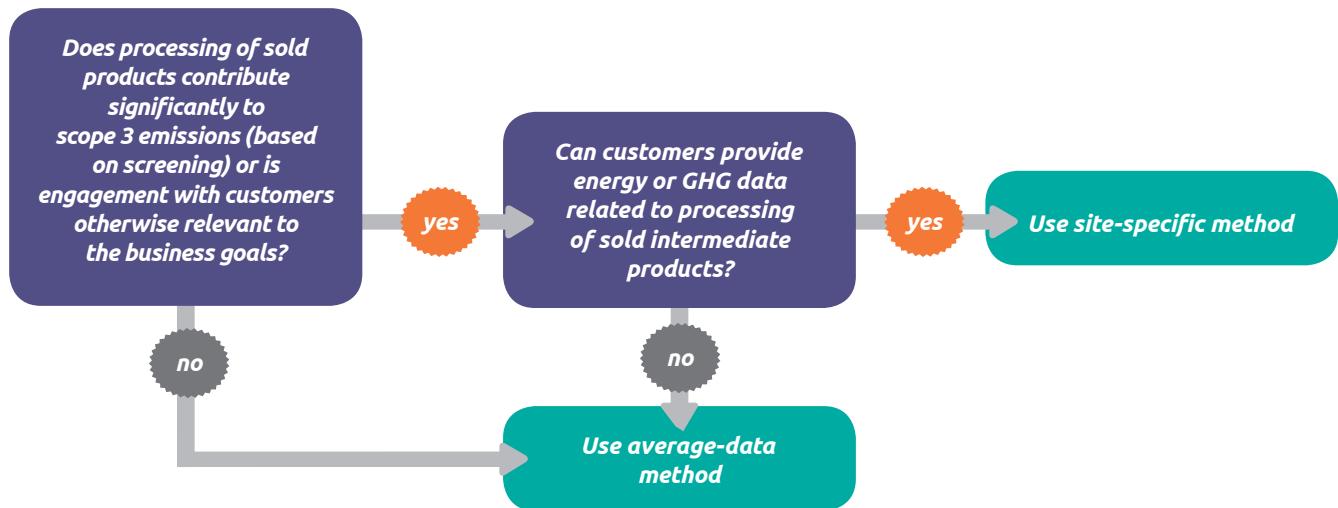 Does processing of sold
products contribute
significantly to
scope 3 emissions (based
on screening) or is
engagement with customers
otherwise relevant to
the business goals?
yes
Can customers provide
energy or GHG data
related to processing
of sold intermediate
products?
yes
Use site-specific method
no
no
Use average-data
method